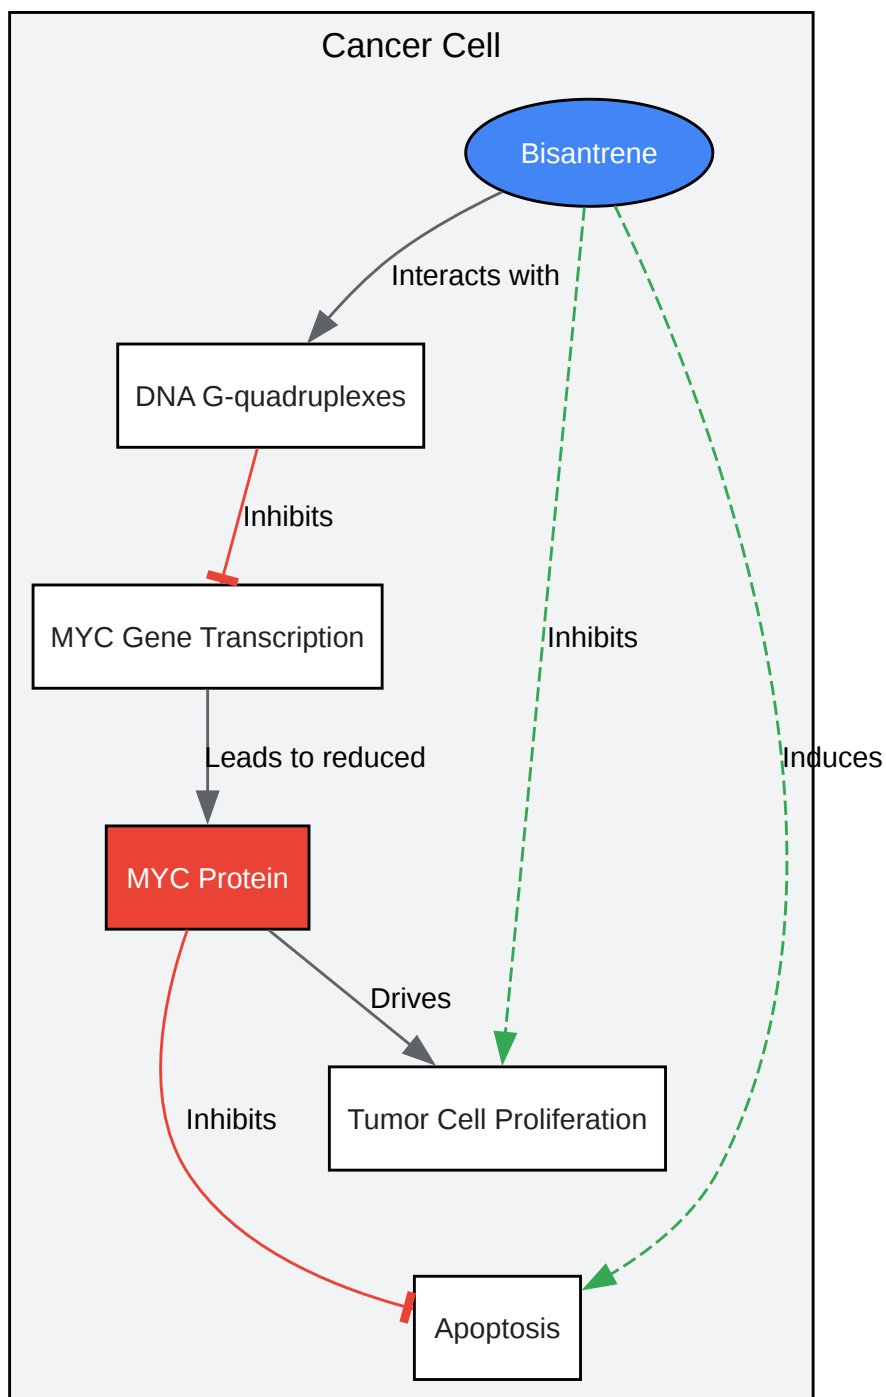 Cancer Cell
Bisantrene
Interacts with
DNA G-quadruplexes
Inhibits
MYC Gene Transcription
Inhibits
Leads to reduced
Induces
MYC Protein
Drives
Inhibits
Tumor Cell Proliferation
Apoptosis